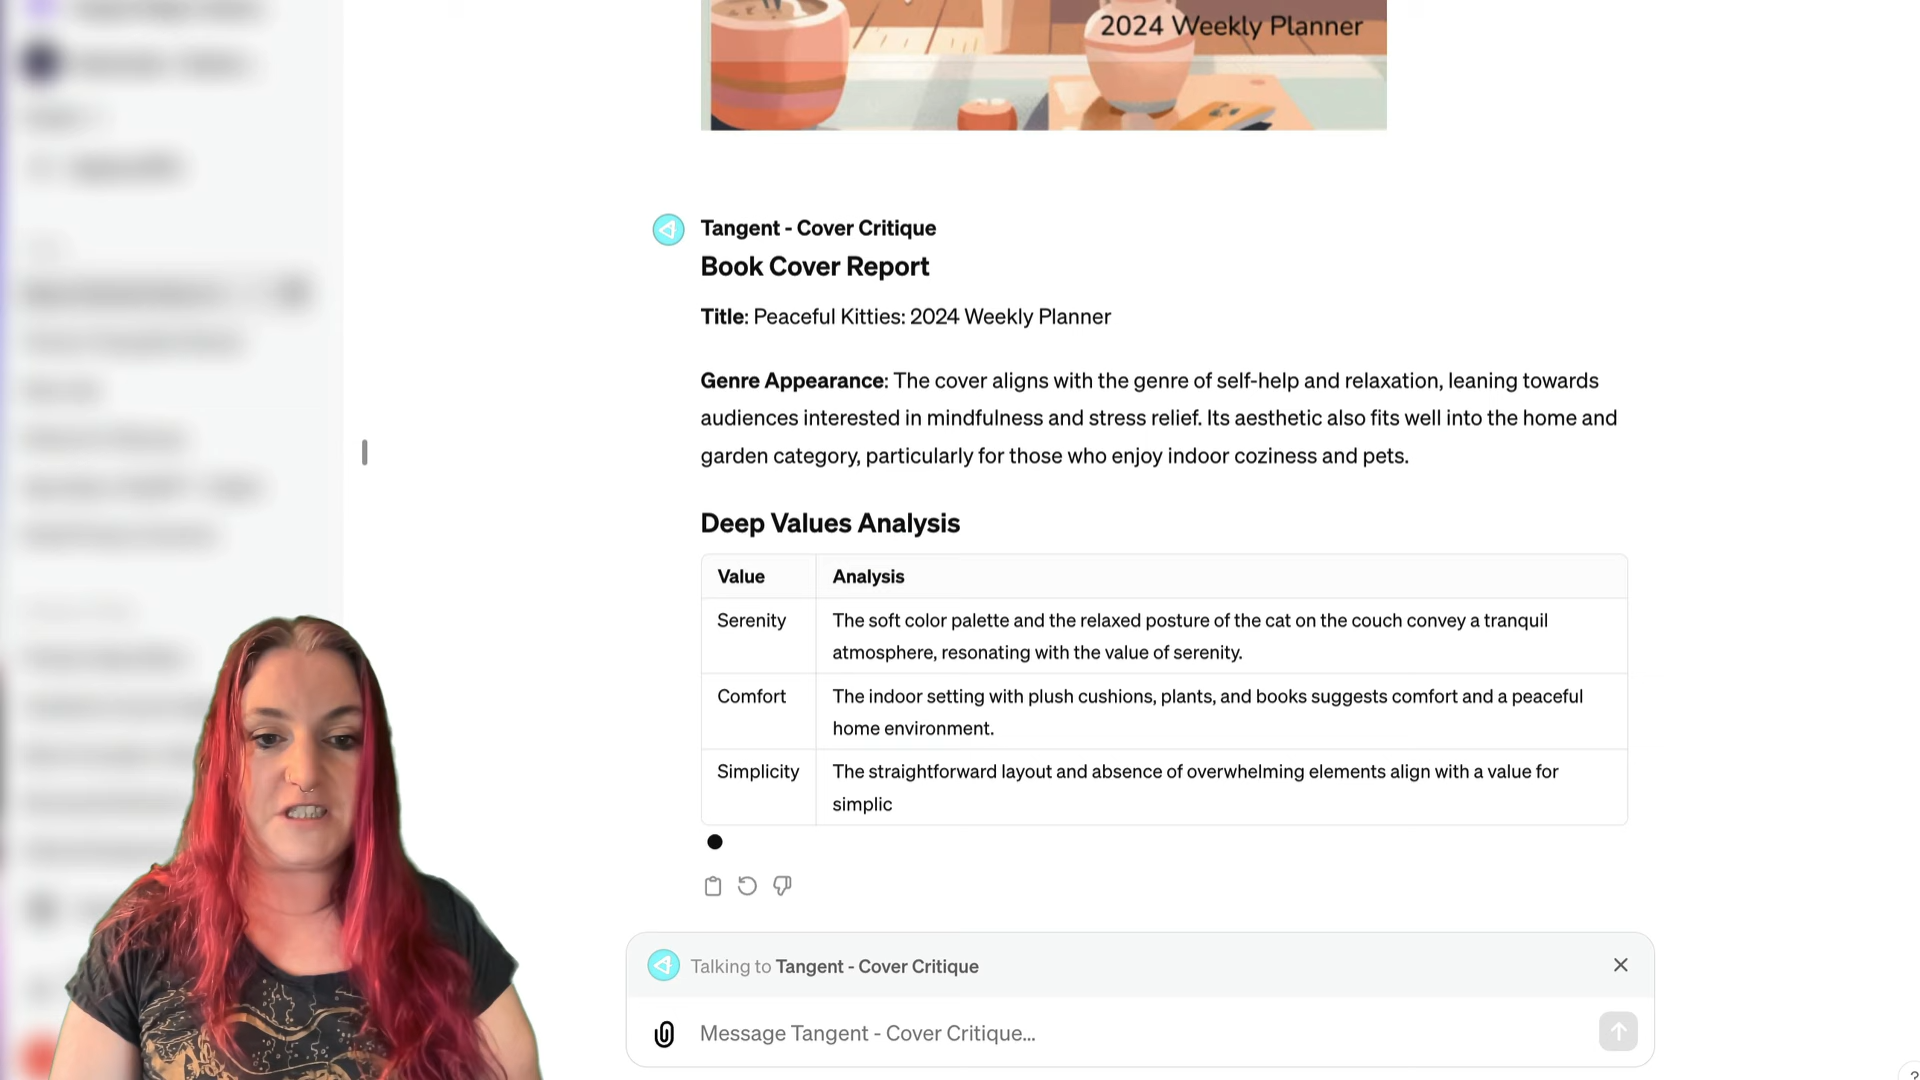 2024 Weekly Planner
Tangent - Cover Critique
Book Cover Report
Title: Peaceful Kitties: 2024 Weekly Planner
Genre Appearance: The cover aligns with the genre of self-help and relaxation, leaning towards
audiences interested in mindfulness and stress relief. Its aesthetic also fits well into the home and
garden category, particularly for those who enjoy indoor coziness and pets.
Deep Values Analysis
Value Analysis
Serenity The soft color palette and the relaxed posture of the cat on the couch convey a tranquil
atmosphere, resonating with the value of serenity.
Comfort The indoor setting with plush cushions, plants, and books suggests comfort and a peaceful
home environment.
Simplicity The straightforward layout and absence of overwhelming elements align with a value for
simplic
Talking to Tangent - Cover Critique
Message Tangent - Cover Critique...
?